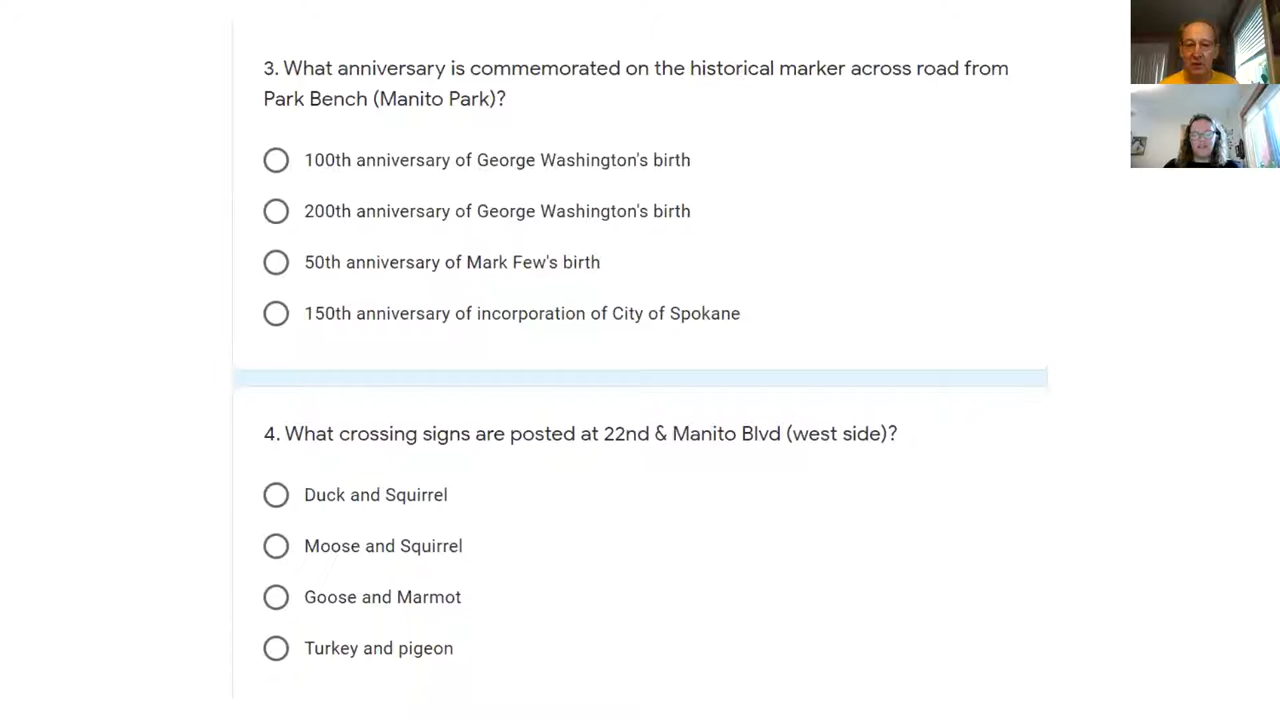 3. What anniversary is commemorated on the historical marker across road from
Park Bench (Manito Park)?
100th anniversary of George Washington's birth
200th anniversary of George Washington's birth
50th anniversary of Mark Few's birth
150th anniversary of incorporation of City of Spokane
4. What crossing signs are posted at 22nd & Manito Blvd (west side)?
Duck and Squirrel
Moose and Squirrel
Goose and Marmot
Turkey and pigeon